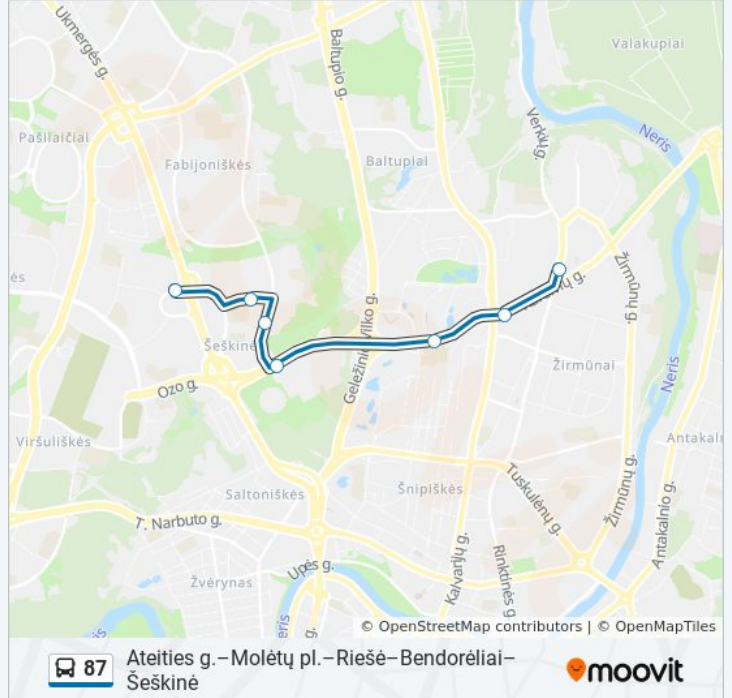 Ukmergės g.
Baltupio g.
Valakupiai
Verkių g.
Neris
Pašilaičiai
Fabijoniškės
Baltupiai
Žirmūnų g.
Šeškinė
Geležinio Vilko g.
Žirmūnai
Neris
Ozo g.
Viršuliškės
Antakaln
Saltoniškės
Šnipiškės
Tuskulėnų g.
Žirmūnų g.
Antakalnio g.
T. Narbuto g.
Žvėrynas
Upės g.
Kalvarijų g.
Rinktinės g
© OpenStreetMap contributors | © OpenMapTiles
87 Ateities g.–Molėtų pl.–Riešė–Bendorėliai–
Šeškinė
moovit